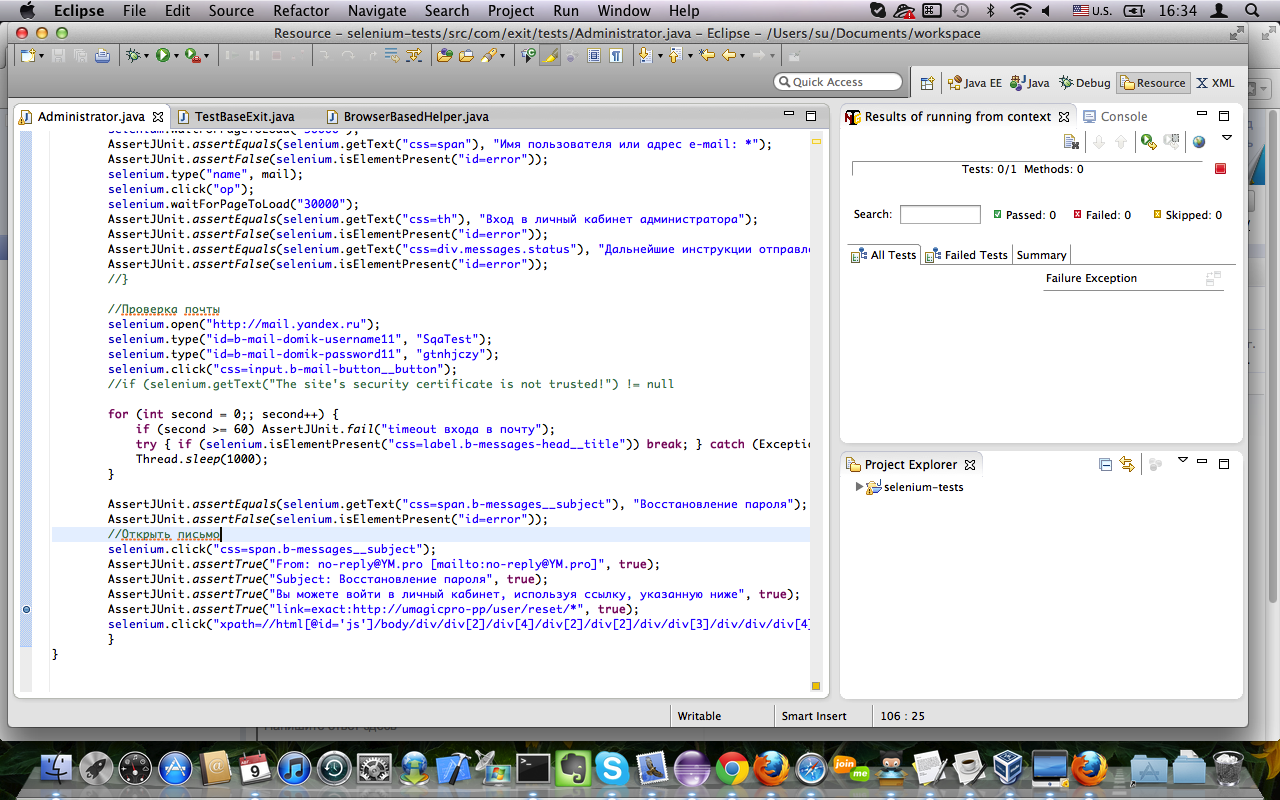 Eclipse File Edit Source Refactor Navigate Search Project Run Window Help U.S. 16:34
Resource – selenium-tests/src/com/exit/tests/Administrator.java – Eclipse – /Users/su/Documents/workspace
Quick Access Java EE Java Debug Resource XML
Administrator.java TestBaseExit.java BrowserBasedHelper.java
selenium.waitForPageToLoad("30000");
AssertJUnit.assertEquals(selenium.getText("css=span"), "Имя пользователя или адрес e-mail: *");
AssertJUnit.assertFalse(selenium.isElementPresent("id=error"));
selenium.type("name", mail);
selenium.click("op");
selenium.waitForPageToLoad("30000");
AssertJUnit.assertEquals(selenium.getText("css=th"), "Вход в личный кабинет администратора");
AssertJUnit.assertFalse(selenium.isElementPresent("id=error"));
AssertJUnit.assertEquals(selenium.getText("css=div.messages.status"), "Дальнейшие инструкции отправле
AssertJUnit.assertFalse(selenium.isElementPresent("id=error"));
//}
//Проверка почты
selenium.open("http://mail.yandex.ru");
selenium.type("id=b-mail-domik-username11", "SqaTest");
selenium.type("id=b-mail-domik-password11", "gtnhjczy");
selenium.click("css=input.b-mail-button__button");
//if (selenium.getText("The site's security certificate is not trusted!") != null
for (int second = 0;; second++) {
if (second >= 60) AssertJUnit.fail("timeout входа в почту");
try { if (selenium.isElementPresent("css=label.b-messages-head__title")) break; } catch (Exceptic
Thread.sleep(1000);
}
AssertJUnit.assertEquals(selenium.getText("css=span.b-messages__subject"), "Восстановление пароля");
AssertJUnit.assertFalse(selenium.isElementPresent("id=error"));
//Открыть письмо
selenium.click("css=span.b-messages__subject");
AssertJUnit.assertTrue("From: no-reply@YM.pro [mailto:no-reply@YM.pro]", true);
AssertJUnit.assertTrue("Subject: Восстановление пароля", true);
AssertJUnit.assertTrue("Вы можете войти в личный кабинет, используя ссылку, указанную ниже", true);
AssertJUnit.assertTrue("link=exact:http://umagicpro-pp/user/reset/*", true);
selenium.click("xpath=//html[@id='js']/body/div/div[2]/div[4]/div[2]/div[2]/div/div[3]/div/div/div[4]
}
}
Results of running from context Console
Tests: 0/1 Methods: 0
Search: Passed: 0 Failed: 0 Skipped: 0
All Tests Failed Tests Summary
Failure Exception
Project Explorer
selenium-tests
Writable Smart Insert 106 : 25
9
join me